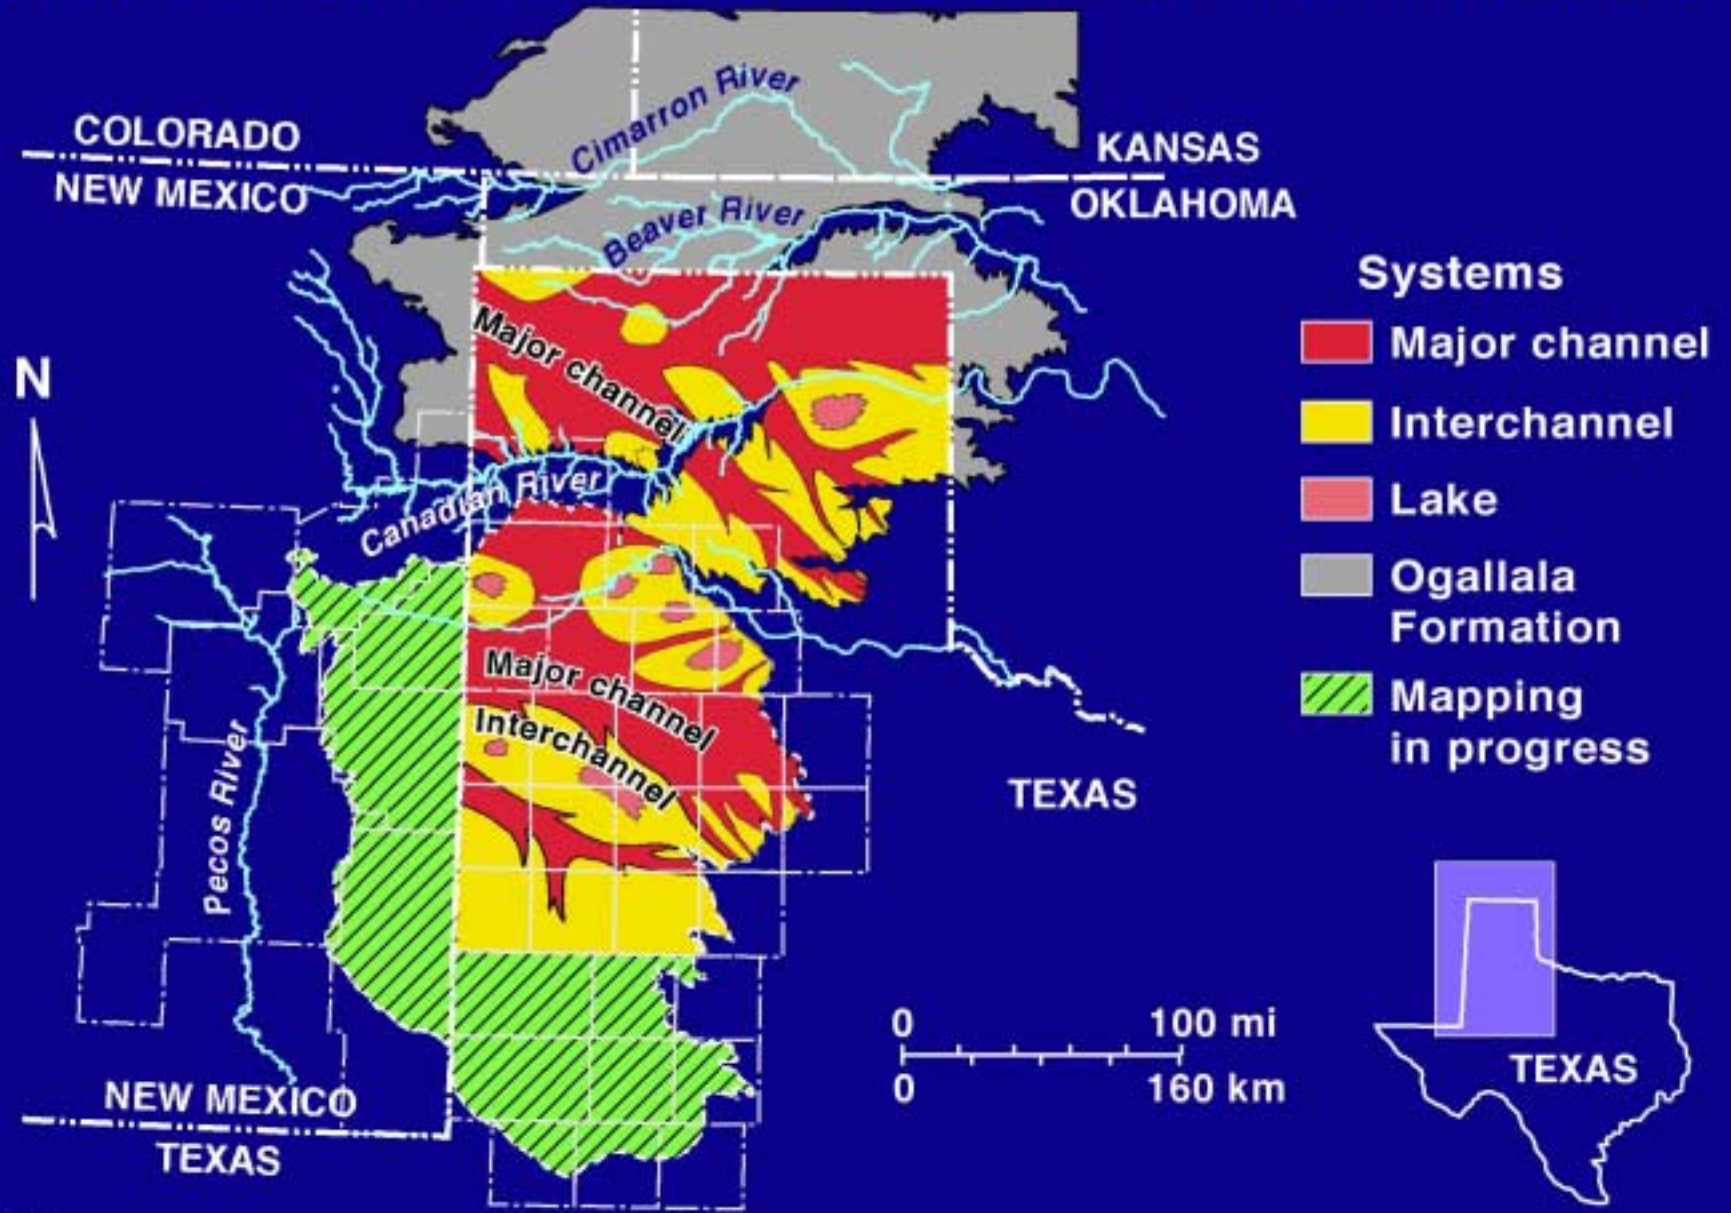 Cimarron River
COLORADO
KANSAS
NEW MEXICO
OKLAHOMA
Beaver River
Systems
Major channel
Major channel
N
Interchannel
Canadian River
Lake
Ogallala
Formation
Major channel
Mapping
in progress
Interchannel
Pecos River
TEXAS
0 100 mi
0 160 km
TEXAS
NEW MEXICO
TEXAS